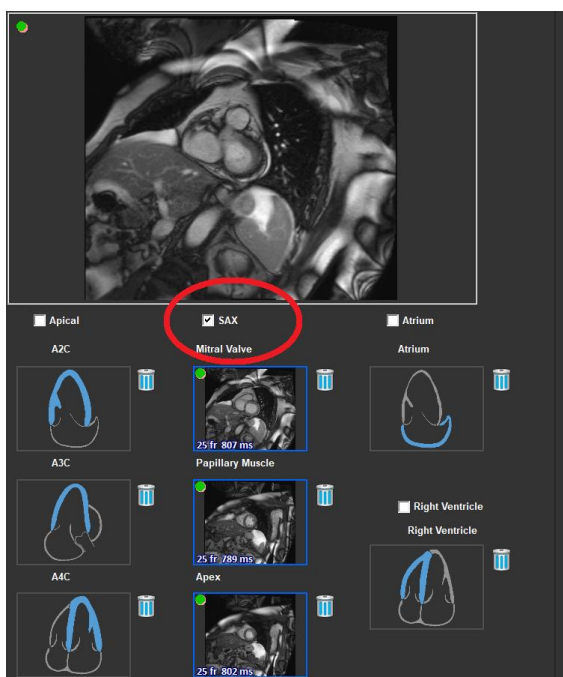 Apical SAX Atrium
A2C Mitral Valve Atrium
25 fr 807 ms
A3C Papillary Muscle
Right Ventricle
Right Ventricle
25 fr 789 ms
A4C Apex
25 fr 802 ms